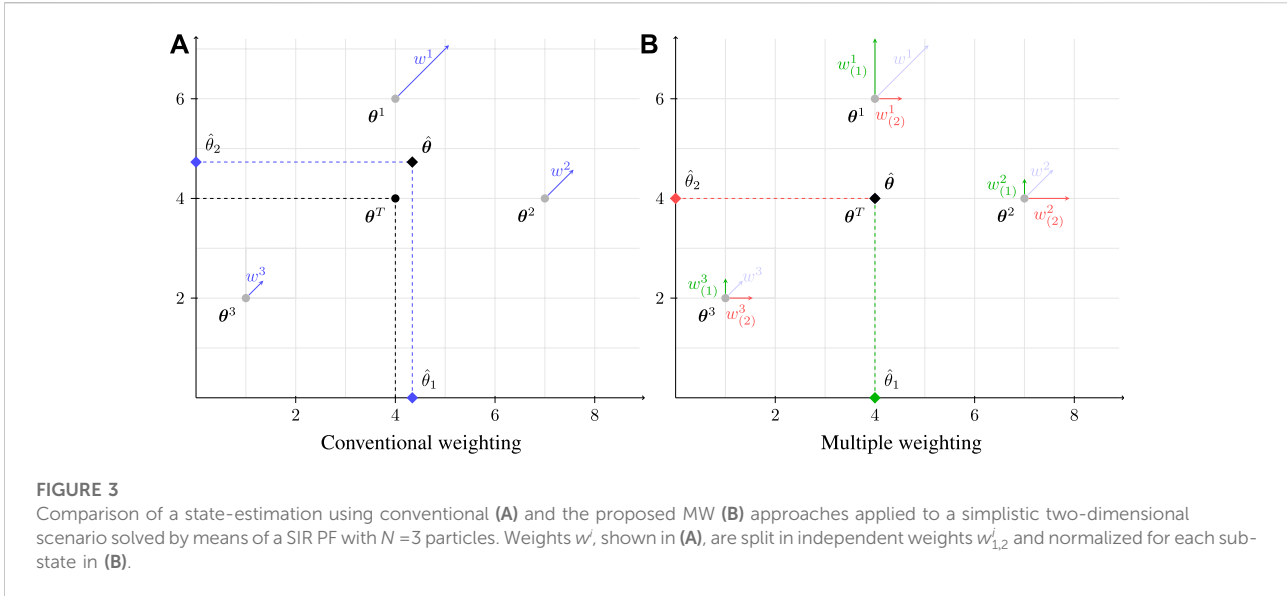 A
w¹
6
θ¹
θ̂₂
θ̂
w²
4
θᵀ
θ²
w³
2
θ³
θ̂₁
2 4 6 8
Conventional weighting
B
w¹₍₁₎ w¹
6
θ¹ w¹₍₂₎
θ̂₂
θ̂
w²₍₁₎ w²
4
θᵀ
θ² w²₍₂₎
w³₍₁₎ w³
2
θ³ w³₍₂₎
θ̂₁
2 4 6 8
Multiple weighting
FIGURE 3
Comparison of a state-estimation using conventional (A) and the proposed MW (B) approaches applied to a simplistic two-dimensional
scenario solved by means of a SIR PF with N =3 particles. Weights wⁱ, shown in (A), are split in independent weights wⁱ₁,₂ and normalized for each sub-
state in (B).